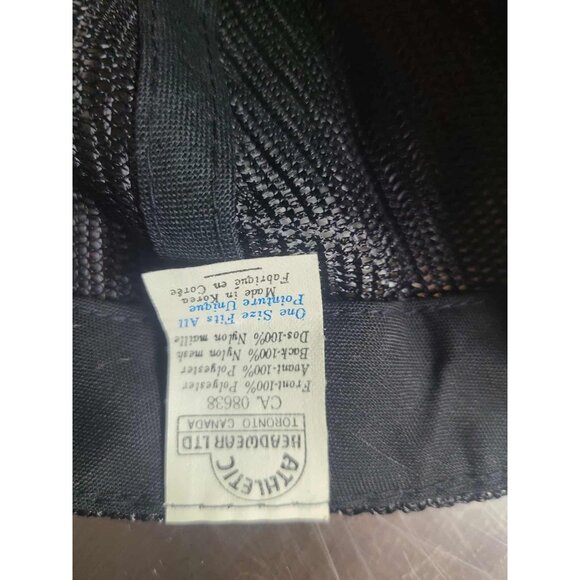 ATHLETIC
HEADWEAR LTD
TORONTO CANADA
CA. 08638
Front-100% Polyester
Avant-100% Polyester
Back-100% Nylon mesh
Dos-100% Nylon maille
One Size Fits All
Pointure Unique
Made in Korea
Fabriqué en Corée